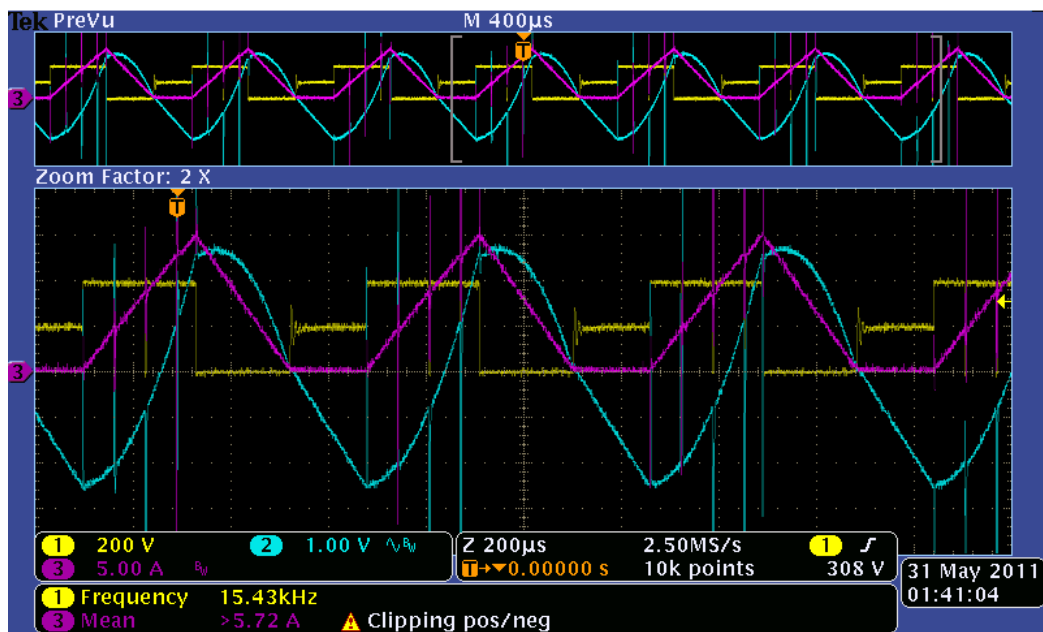 Tek PreVu M 400µs
T
3
Zoom Factor: 2 X
T
3
1 200 V 2 1.00 V ∿BW Z 200µs 2.50MS/s 1 308 V
3 5.00 A BW T→▼0.00000 s 10k points
31 May 2011
01:41:04
1 Frequency 15.43kHz
3 Mean >5.72 A Clipping pos/neg